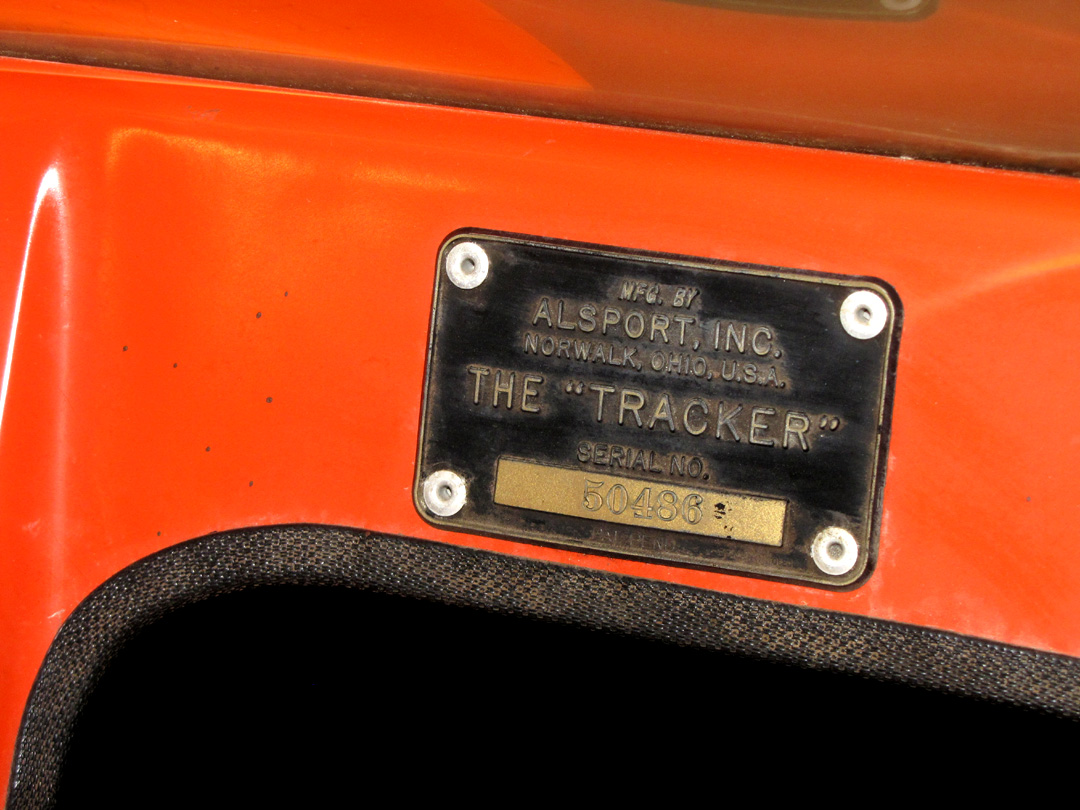 MFG. BY
ALSPORT, INC.
NORWALK, OHIO, U.S.A.
THE "TRACKER"
SERIAL NO.
50486